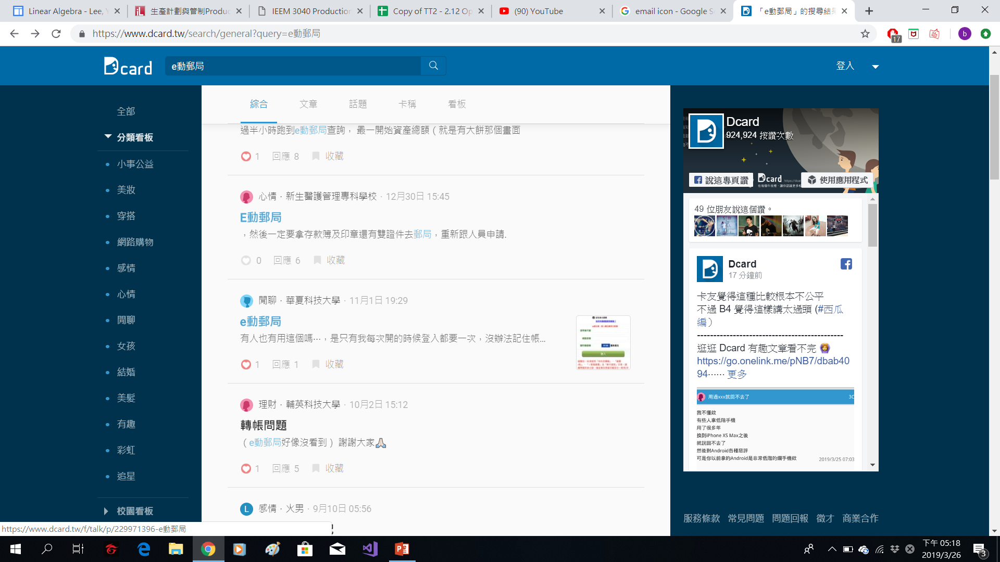 Linear Algebra - Lee, Y
生產計劃與管制Produc
IEEM 3040 Production
Copy of TT2 - 2.12 Op
(90) YouTube
email icon - Google S
「e動郵局」的搜尋結果
https://www.dcard.tw/search/general?query=e動郵局
17
b
Dcard
e動郵局
登入
全部
分類看板
小事公益
美妝
穿搭
網路購物
感情
心情
閒聊
女孩
結婚
美髮
有趣
彩虹
追星
校園看板
綜合
文章
話題
卡稱
看板
過半小時跑到e動郵局查詢， 最一開始資產總額（就是有大餅那個畫面
1 回應 8 收藏
心情．新生醫護管理專科學校 · 12月30日 15:45
E動郵局
，然後一定要拿存款簿及印章還有雙證件去郵局，重新跟人員申請.
0 回應 6 收藏
閒聊．華夏科技大學 · 11月1日 19:29
e動郵局
有人也有用這個嗎⋯，是只有我每次開的時候登入都要一次，沒辦法記住帳...
1 回應 1 收藏
理財．輔英科技大學 · 10月2日 15:12
轉帳問題
（e動郵局好像沒看到） 謝謝大家🙏🏻
1 回應 5 收藏
L
感情．火男 · 9月10日 05:56
Dcard
924,924 按讚次數
說這專頁讚
Dcard
使用應用程式
49 位朋友說這個讚。
Dcard
17 分鐘前
卡友覺得這種比較根本不公平
不過 B4 覺得這樣講太過頭 (#西瓜
編）
--------------------------------------------
逛逛 Dcard 有趣文章看不完 🙆‍♀️
https://go.onelink.me/pNB7/dbab40
94⋯⋯ 更多
用過xxx就回不去了
3C
我不懂欸
有些人拿低階手機
用了很多年
換到iPhone XS Max之後
就說回不去了
然後剩Android各種惡評
可是你以前拿的Android是非常低階的爛手機欸
2019/3/25 07:03
服務條款 常見問題 問題回報 徵才 商業合作
https://www.dcard.tw/f/talk/p/229971396-e動郵局
下午 05:18
2019/3/26
3